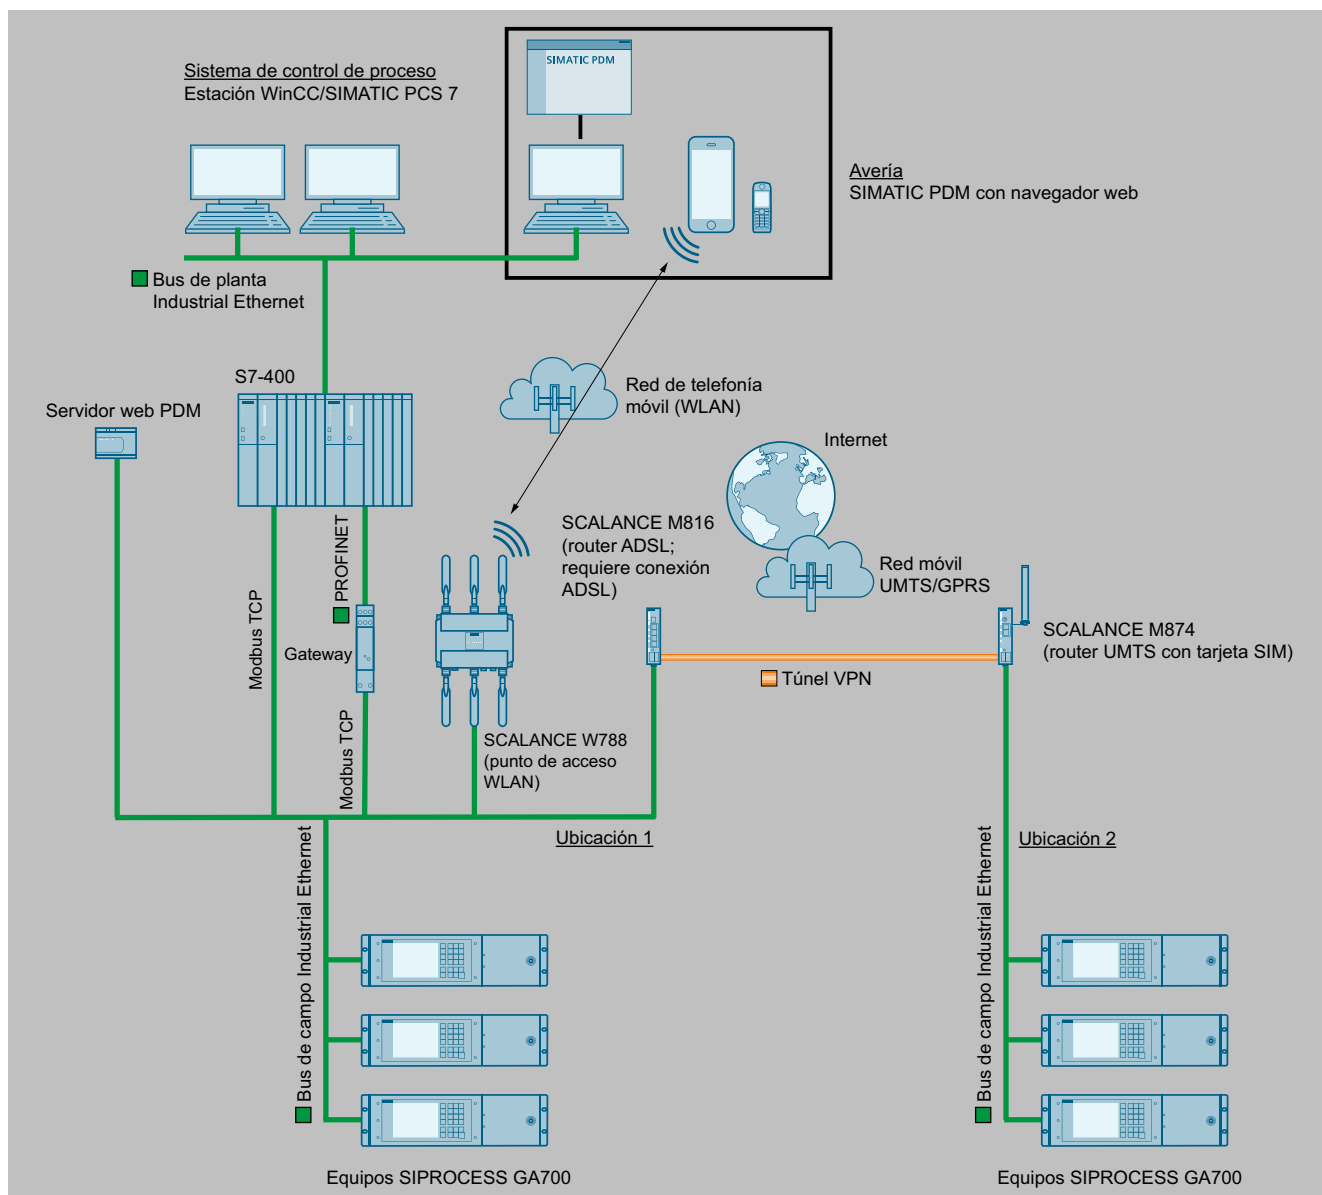 SIMATIC PDM
Sistema de control de proceso
Estación WinCC/SIMATIC PCS 7
Avería
SIMATIC PDM con navegador web
Bus de planta
Industrial Ethernet
S7-400
Servidor web PDM
Red de telefonía
móvil (WLAN)
Internet
SCALANCE M816
(router ADSL;
requiere conexión
ADSL)
Red móvil
UMTS/GPRS
PROFINET
Modbus TCP
Gateway
Modbus TCP
SCALANCE M874
(router UMTS con tarjeta SIM)
Túnel VPN
SCALANCE W788
(punto de acceso
WLAN)
Ubicación 1
Ubicación 2
Bus de campo Industrial Ethernet
Bus de campo Industrial Ethernet
Equipos SIPROCESS GA700
Equipos SIPROCESS GA700